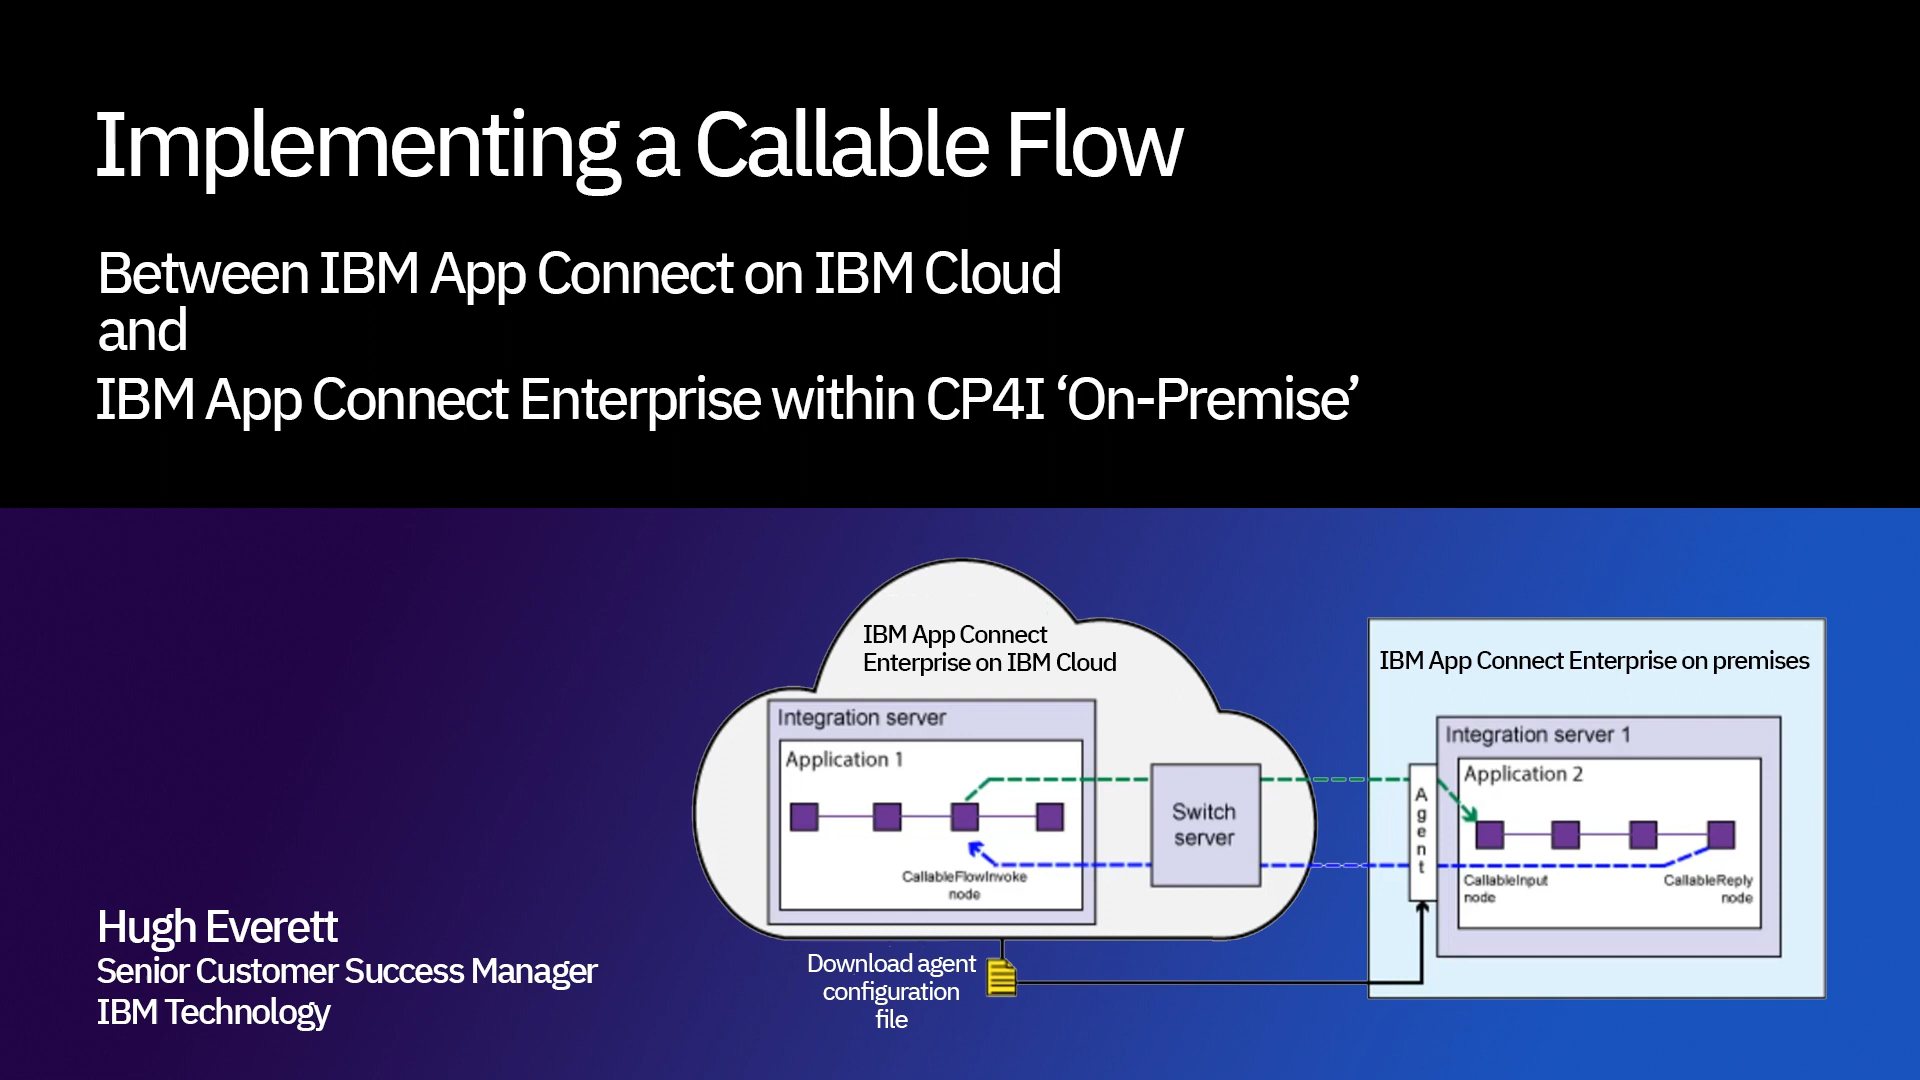 Implementing a Callable Flow
Between IBM App Connect on IBM Cloud
and
IBM App Connect Enterprise within CP4I ‘On-Premise’
IBM App Connect
Enterprise on IBM Cloud
Integration server
Application 1
CallableFlowInvoke
node
Switch
server
IBM App Connect Enterprise on premises
Agent
Integration server 1
Application 2
CallableInput
node
CallableReply
node
Download agent
configuration
file
Hugh Everett
Senior Customer Success Manager
IBM Technology